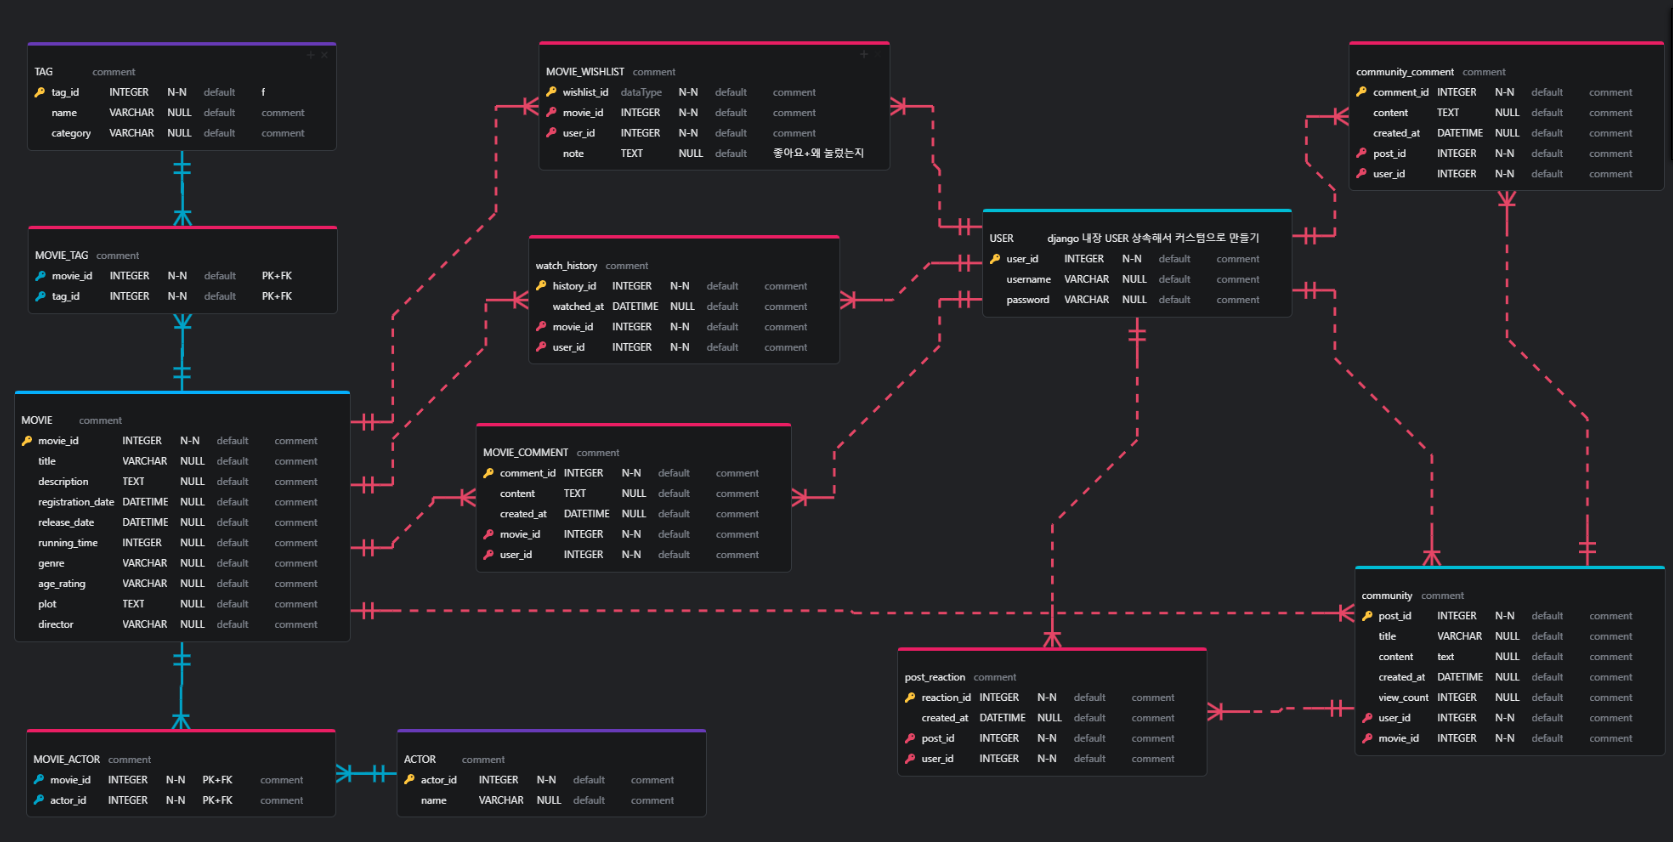 TAG comment
tag_id INTEGER N-N default f
name VARCHAR NULL default comment
category VARCHAR NULL default comment
MOVIE_TAG comment
movie_id INTEGER N-N default PK+FK
tag_id INTEGER N-N default PK+FK
MOVIE comment
movie_id INTEGER N-N default comment
title VARCHAR NULL default comment
description TEXT NULL default comment
registration_date DATETIME NULL default comment
release_date DATETIME NULL default comment
running_time INTEGER NULL default comment
genre VARCHAR NULL default comment
age_rating VARCHAR NULL default comment
plot TEXT NULL default comment
director VARCHAR NULL default comment
MOVIE_ACTOR comment
movie_id INTEGER N-N PK+FK comment
actor_id INTEGER N-N PK+FK comment
ACTOR comment
actor_id INTEGER N-N default comment
name VARCHAR NULL default comment
MOVIE_WISHLIST comment
wishlist_id dataType N-N default comment
movie_id INTEGER N-N default comment
user_id INTEGER N-N default comment
note TEXT NULL default 좋아요+왜 눌렀는지
watch_history comment
history_id INTEGER N-N default comment
watched_at DATETIME NULL default comment
movie_id INTEGER N-N default comment
user_id INTEGER N-N default comment
MOVIE_COMMENT comment
comment_id INTEGER N-N default comment
content TEXT NULL default comment
created_at DATETIME NULL default comment
movie_id INTEGER N-N default comment
user_id INTEGER N-N default comment
USER django 내장 USER 상속해서 커스텀으로 만들기
user_id INTEGER N-N default comment
username VARCHAR NULL default comment
password VARCHAR NULL default comment
post_reaction comment
reaction_id INTEGER N-N default comment
created_at DATETIME NULL default comment
post_id INTEGER N-N default comment
user_id INTEGER N-N default comment
community_comment comment
comment_id INTEGER N-N default comment
content TEXT NULL default comment
created_at DATETIME NULL default comment
post_id INTEGER N-N default comment
user_id INTEGER N-N default comment
community comment
post_id INTEGER N-N default comment
title VARCHAR NULL default comment
content text NULL default comment
created_at DATETIME NULL default comment
view_count INTEGER NULL default comment
user_id INTEGER N-N default comment
movie_id INTEGER N-N default comment